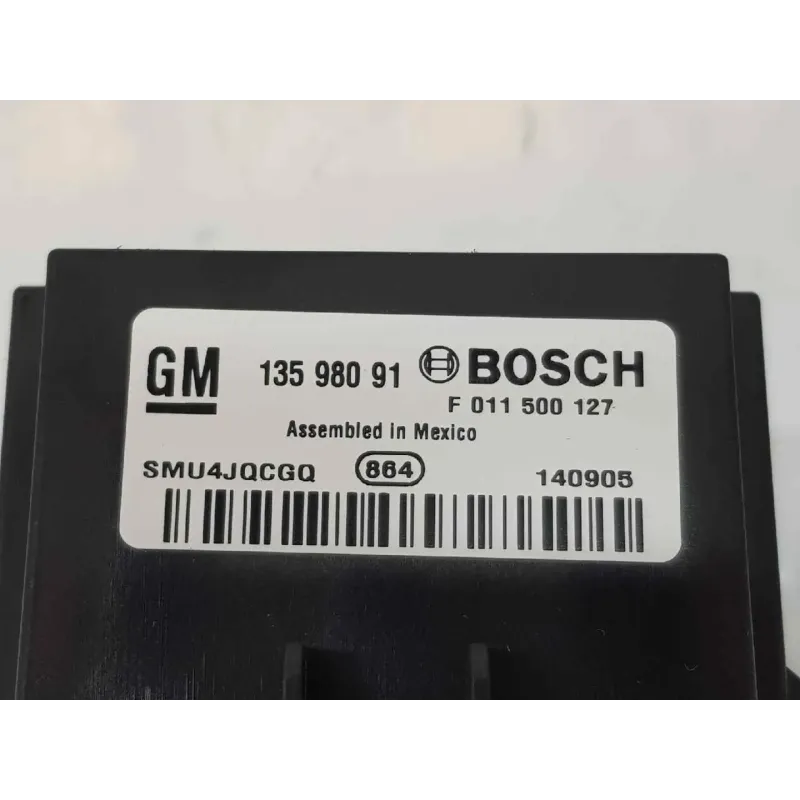 GM 135 980 91 BOSCH
F 011 500 127
Assembled in Mexico
SMU4JQCGQ 864 140905